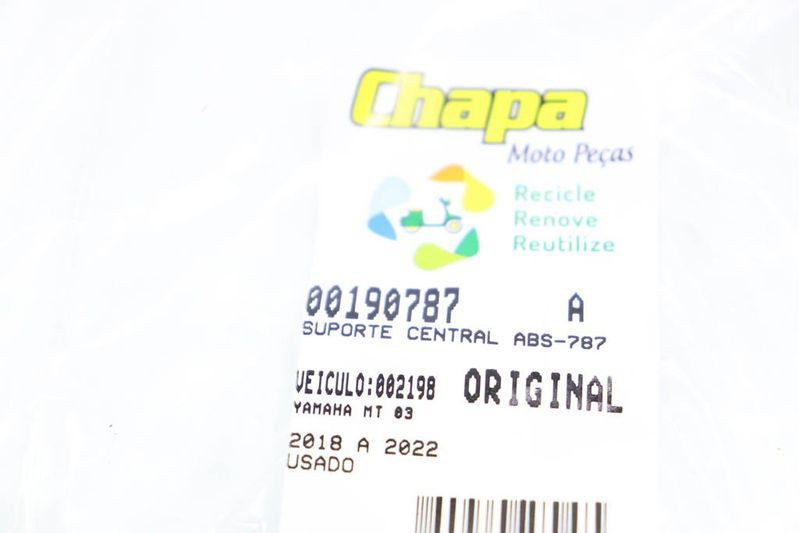 Chapa
Moto Peças
Recicle
Renove
Reutilize
00190787 A
SUPORTE CENTRAL ABS-787
VEICULO:002198 ORIGINAL
YAMAHA MT 03
2018 A 2022
USADO